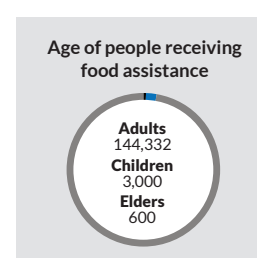 Age of people receiving
food assistance
Adults
144,332
Children
3,000
Elders
600